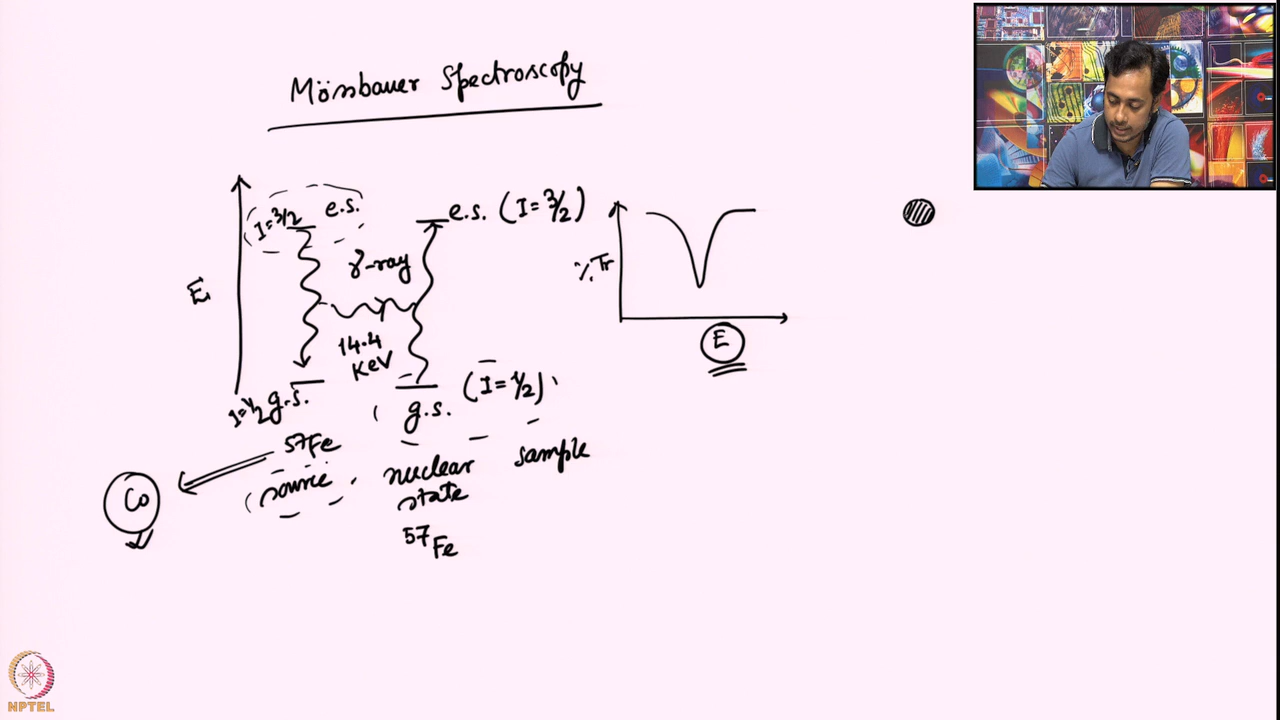 Mössbauer Spectroscopy
I=3/2 e.s.
e.s. (I=3/2)
γ-ray
E
14.4
KeV
%Tr
E
I=1/2 g.s.
g.s.
(I=1/2)
57Fe
source
nuclear
state
sample
57Fe
Co
NPTEL